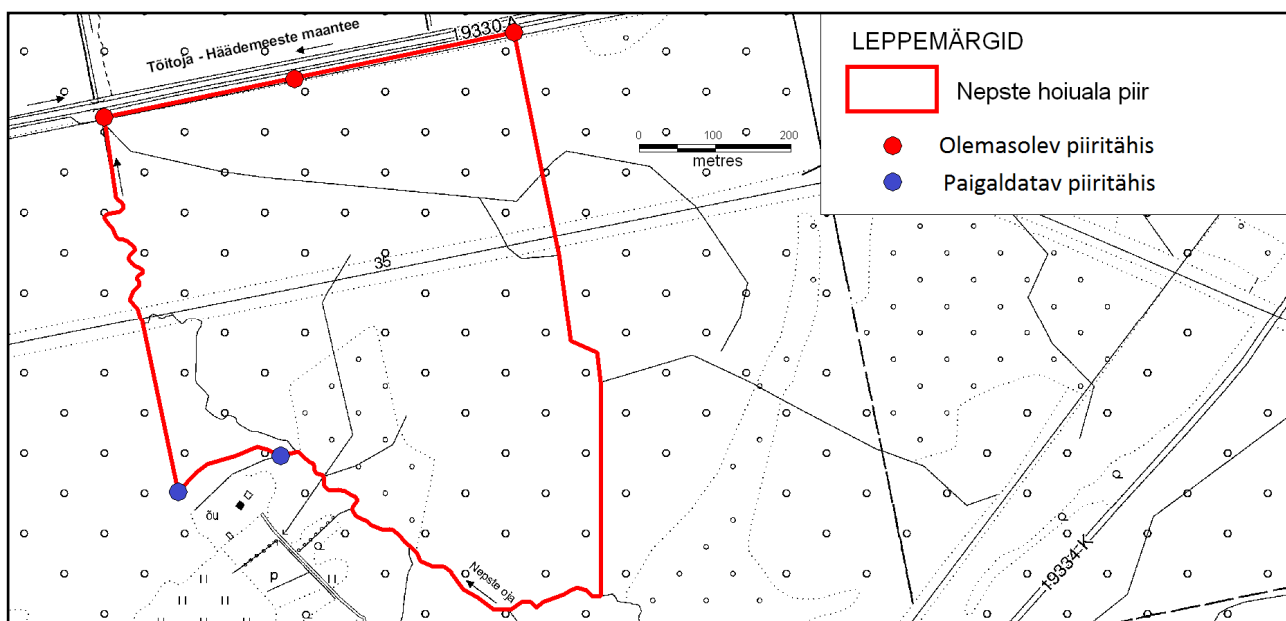 Tõitoja - Häädemeeste maantee
19330 A
LEPPEMÄRGID
Nepste hoiuala piir
Olemasolev piiritähis
Paigaldatav piiritähis
0 100 200
metres
35
õu
p
Nepste oja
19334 K